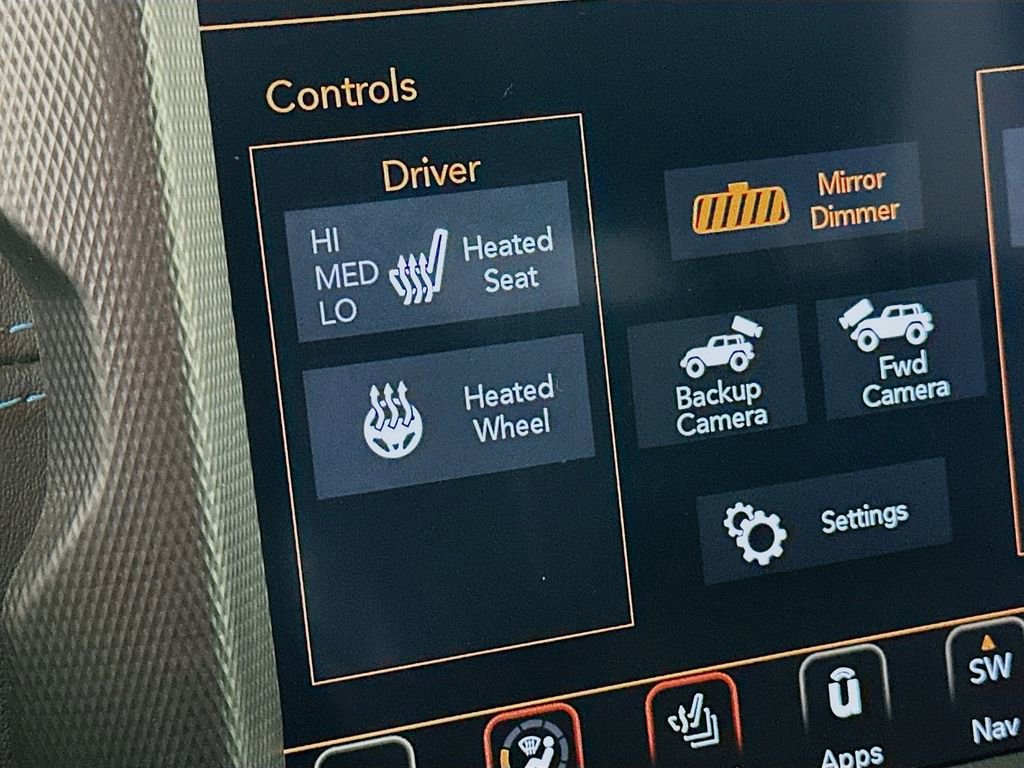 Controls
Driver
HI
MED
LO
Heated
Seat
Heated
Wheel
Mirror
Dimmer
Backup
Camera
Fwd
Camera
Settings
Apps
SW
Nav